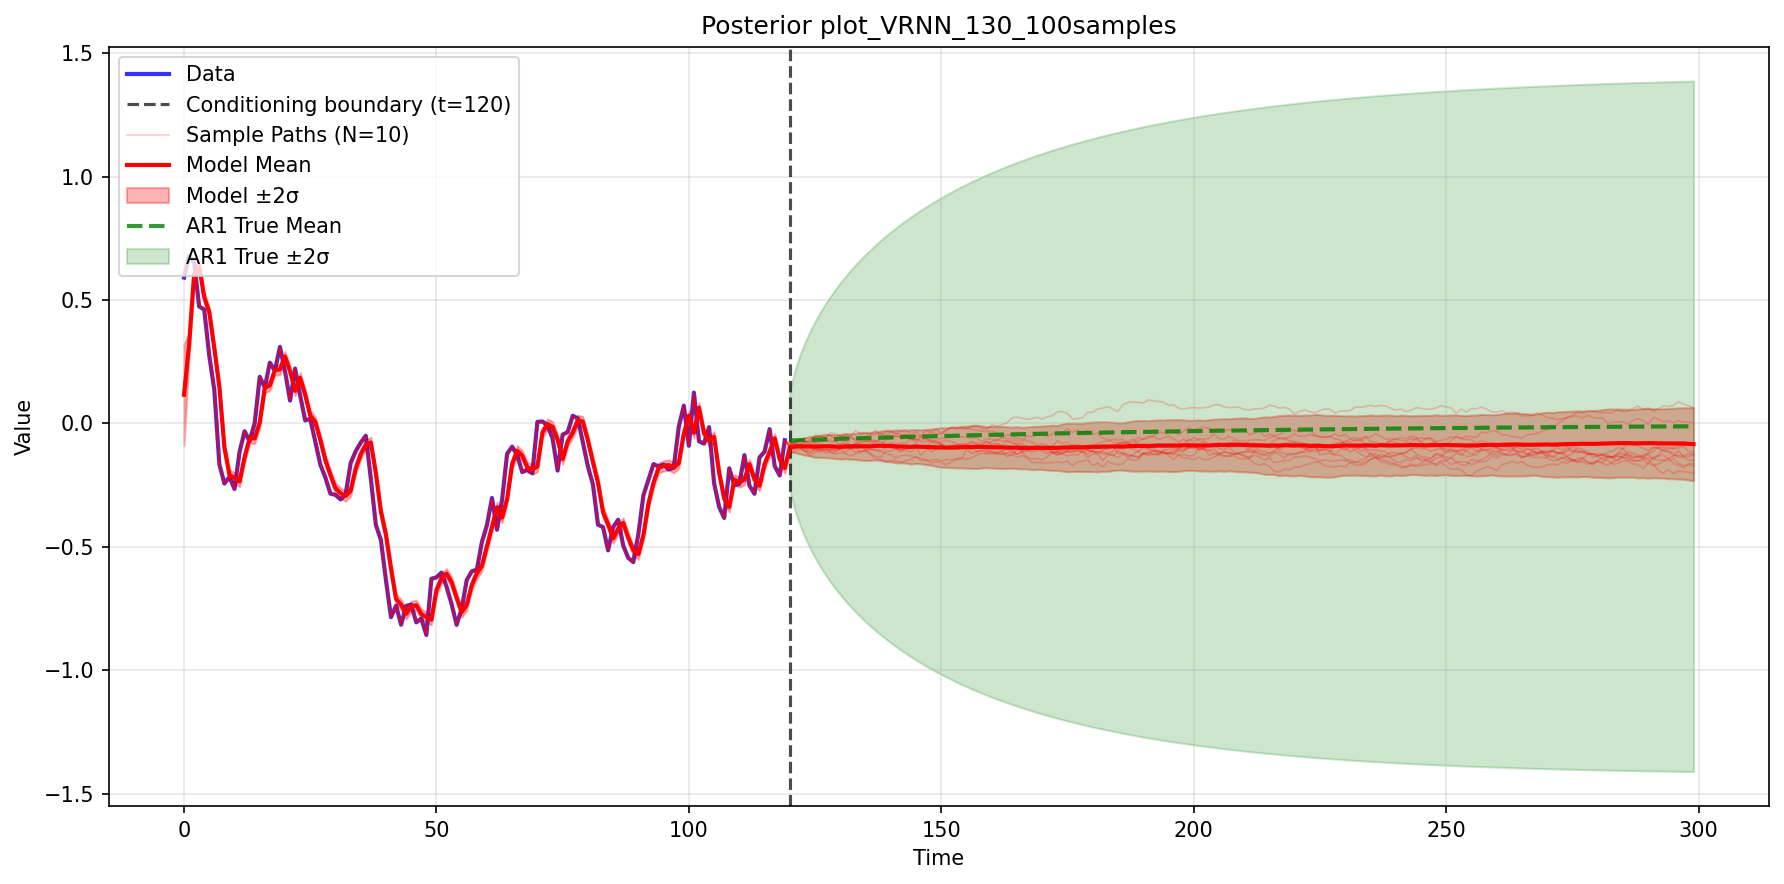 Posterior plot_VRNN_130_100samples
1.5
1.0
0.5
0.0
−0.5
−1.0
−1.5
Value
Data
Conditioning boundary (t=120)
Sample Paths (N=10)
Model Mean
Model ±2σ
AR1 True Mean
AR1 True ±2σ
0
50
100
150
200
250
300
Time